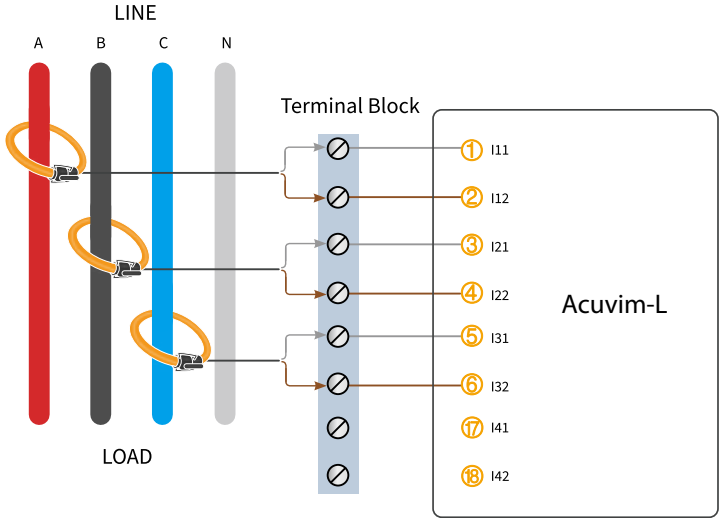 LINE
A B C N
Terminal Block
1 I11
2 I12
3 I21
4 I22
Acuvim-L
5 I31
6 I32
17 I41
LOAD
18 I42